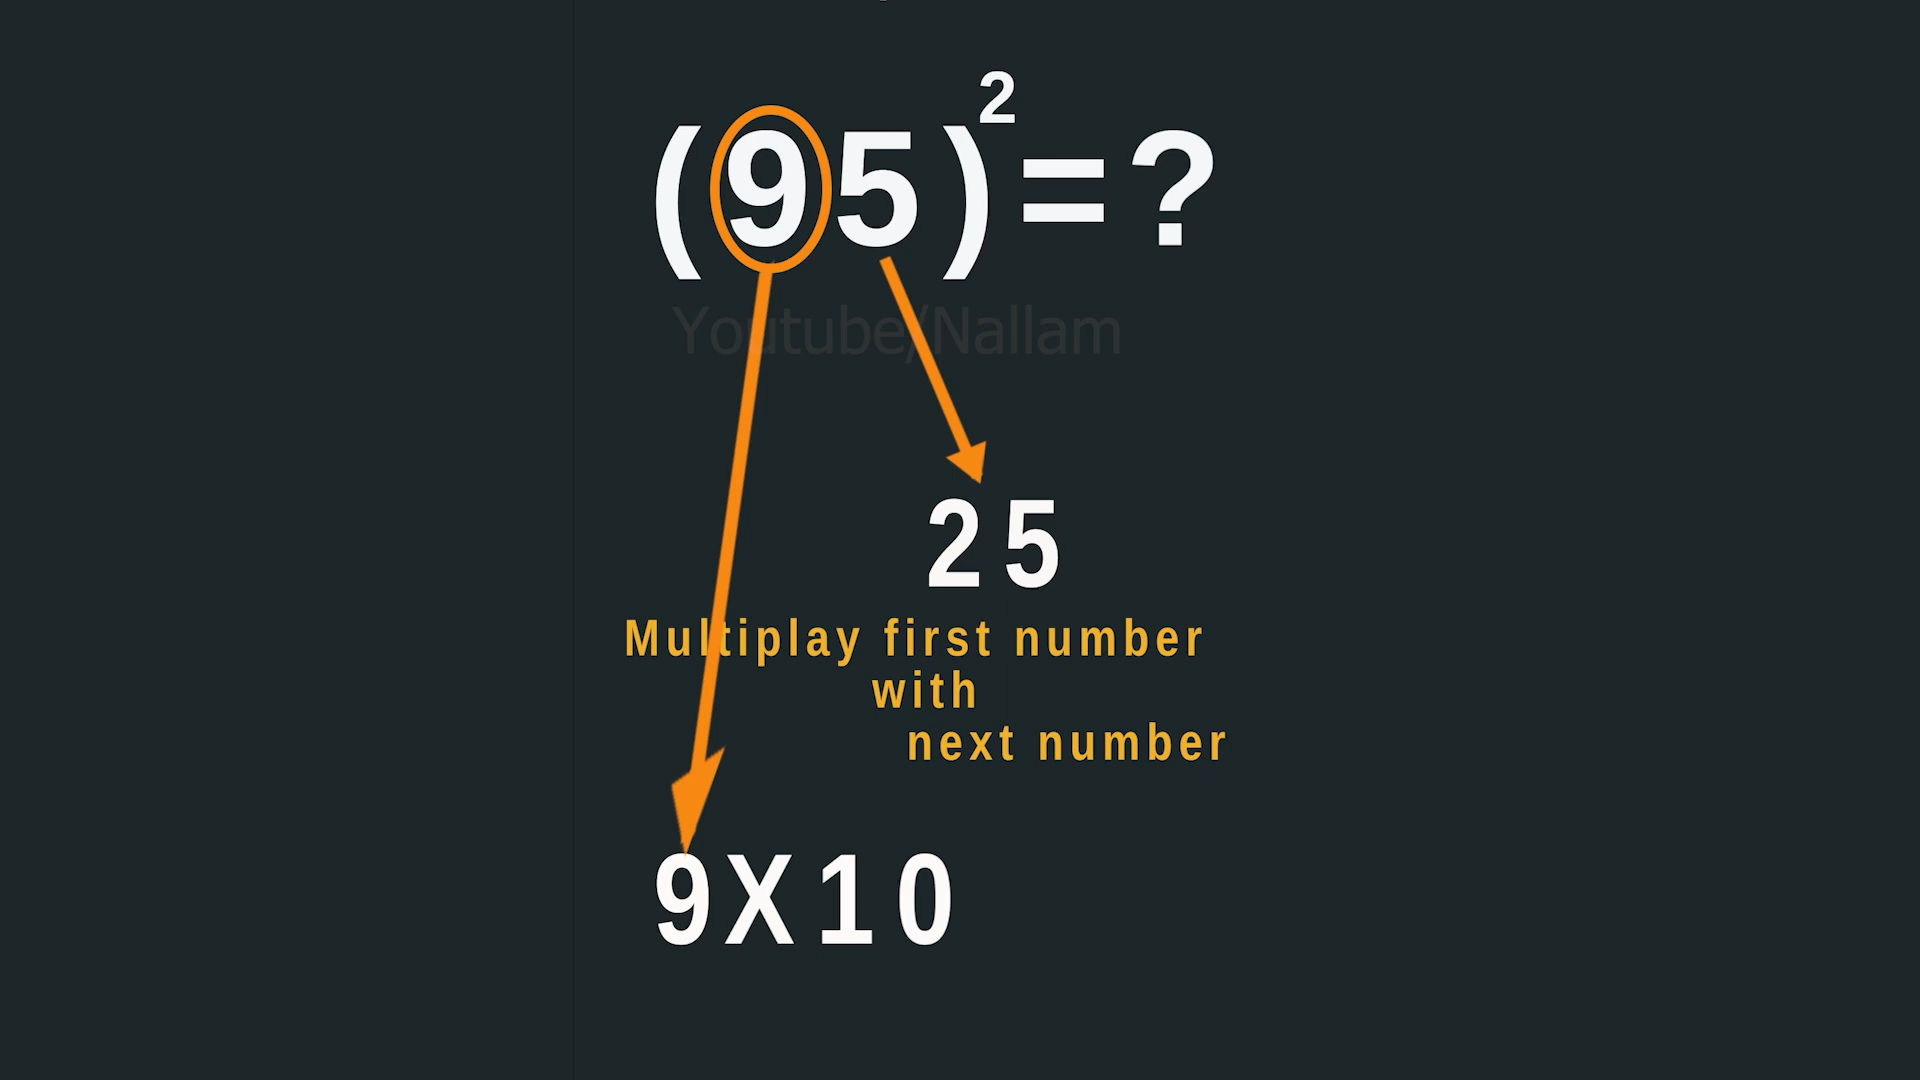 (95)²=?
Youtube/Nallam
25
Multiplay first number
with
next number
9X10